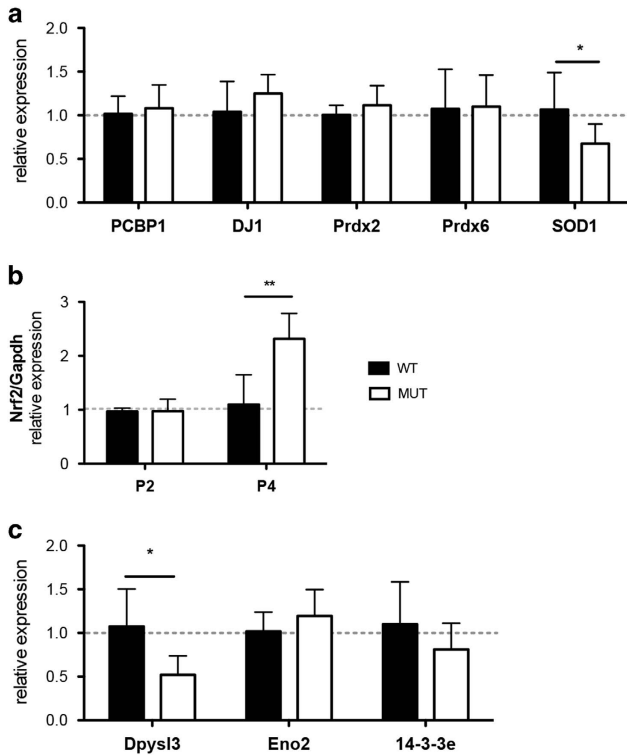 a
relative expression
2.0
1.5
1.0
0.5
0.0
*
PCBP1 DJ1 Prdx2 Prdx6 SOD1
b
Nrf2/Gapdh
relative expression
3
2
1
0
**
P2 P4
WT
MUT
c
relative expression
2.0
1.5
1.0
0.5
0.0
*
Dpysl3 Eno2 14-3-3e